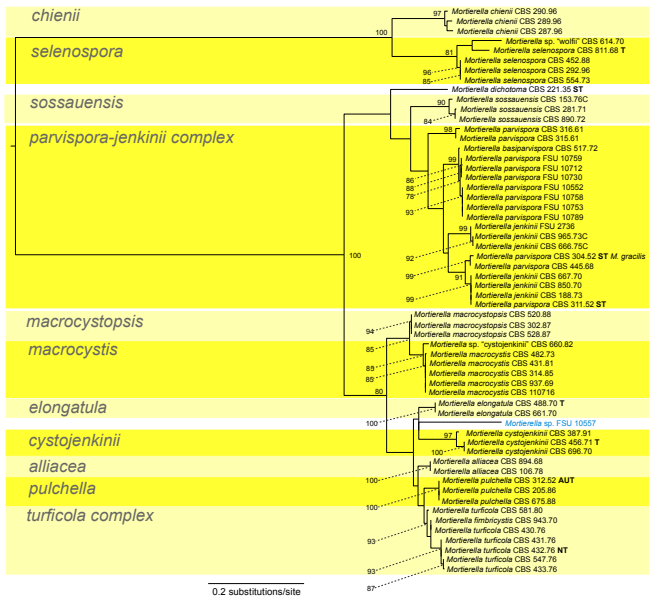 chienii
97
Mortierella chienii CBS 290.96
Mortierella chienii CBS 289.96
Mortierella chienii CBS 287.96
100
selenospora
81
Mortierella sp. "wolfii" CBS 614.70
Mortierella selenospora CBS 811.68 T
Mortierella selenospora CBS 452.88
96
Mortierella selenospora CBS 292.96
85
Mortierella selenospora CBS 554.73
Mortierella dichotoma CBS 221.35 ST
sossauensis
90
Mortierella sossauensis CBS 153.76C
Mortierella sossauensis CBS 281.71
84
Mortierella sossauensis CBS 890.72
parvispora-jenkinii complex
98
Mortierella parvispora CBS 316.61
Mortierella parvispora CBS 315.61
Mortierella basiparvispora CBS 517.72
99
Mortierella parvispora FSU 10759
Mortierella parvispora FSU 10712
86
Mortierella parvispora FSU 10730
88
Mortierella parvispora FSU 10552
78
Mortierella parvispora FSU 10758
93
Mortierella parvispora FSU 10753
Mortierella parvispora FSU 10789
99
Mortierella jenkinii FSU 2736
Mortierella jenkinii CBS 965.73C
Mortierella jenkinii CBS 666.75C
92
100
Mortierella parvispora CBS 304.52 ST M. gracilis
Mortierella parvispora CBS 445.68
99
91
Mortierella jenkinii CBS 667.70
Mortierella jenkinii CBS 850.70
Mortierella jenkinii CBS 188.73
99
Mortierella parvispora CBS 311.52 ST
macrocystopsis
Mortierella macrocystopsis CBS 520.88
Mortierella macrocystopsis CBS 302.87
94
Mortierella macrocystopsis CBS 528.87
macrocystis
85
Mortierella sp. "cystojenkinii" CBS 660.82
Mortierella macrocystis CBS 482.73
Mortierella macrocystis CBS 431.81
89
Mortierella macrocystis CBS 314.85
Mortierella macrocystis CBS 937.69
80
Mortierella macrocystis CBS 110716
elongatula
Mortierella elongatula CBS 488.70 T
Mortierella elongatula CBS 661.70
100
Mortierella sp. FSU 10557
cystojenkinii
97
Mortierella cystojenkinii CBS 387.91
Mortierella cystojenkinii CBS 456.71 T
100
Mortierella cystojenkinii CBS 696.70
alliacea
Mortierella alliacea CBS 894.68
Mortierella alliacea CBS 106.78
100
pulchella
Mortierella pulchella CBS 312.52 AUT
Mortierella pulchella CBS 205.86
Mortierella pulchella CBS 675.88
100
turficola complex
Mortierella turficola CBS 581.80
Mortierella fimbricystis CBS 943.70
Mortierella turficola CBS 430.76
93
Mortierella turficola CBS 431.76
Mortierella turficola CBS 432.76 NT
Mortierella turficola CBS 547.76
93
Mortierella turficola CBS 433.76
87
0.2 substitutions/site